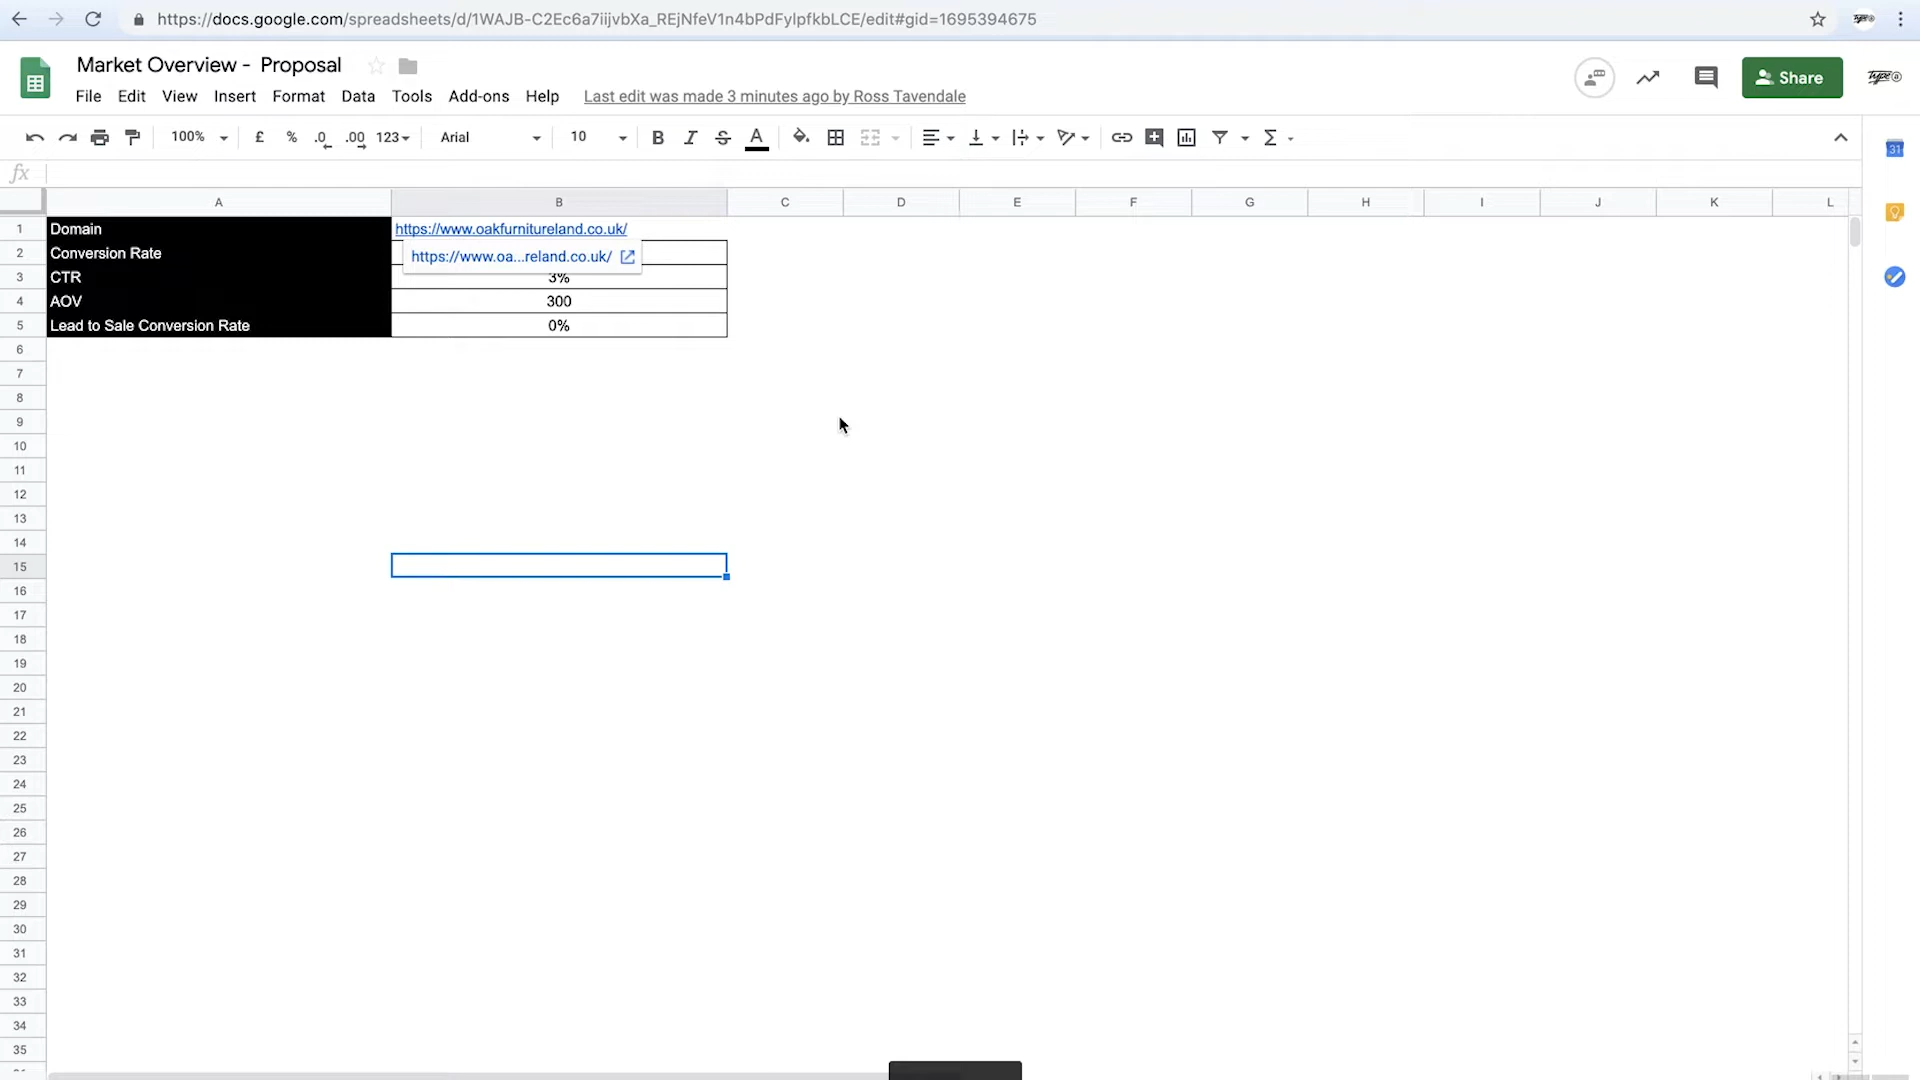 https://docs.google.com/spreadsheets/d/1WAJB-C2Ec6a7iijvbXa_REjNfeV1n4bPdFylpfkbLCE/edit#gid=1695394675
Market Overview - Proposal
Share
File Edit View Insert Format Data Tools Add-ons Help Last edit was made 3 minutes ago by Ross Tavendale
100% £ % .0 .00 123 Arial 10 B I S A Σ
31
fx
A B C D E F G H I J K L
1 Domain https://www.oakfurnitureland.co.uk/
2 Conversion Rate https://www.oa...reland.co.uk/
3 CTR 3%
4 AOV 300
5 Lead to Sale Conversion Rate 0%
6
7
8
9
10
11
12
13
14
15
16
17
18
19
20
21
22
23
24
25
26
27
28
29
30
31
32
33
34
35